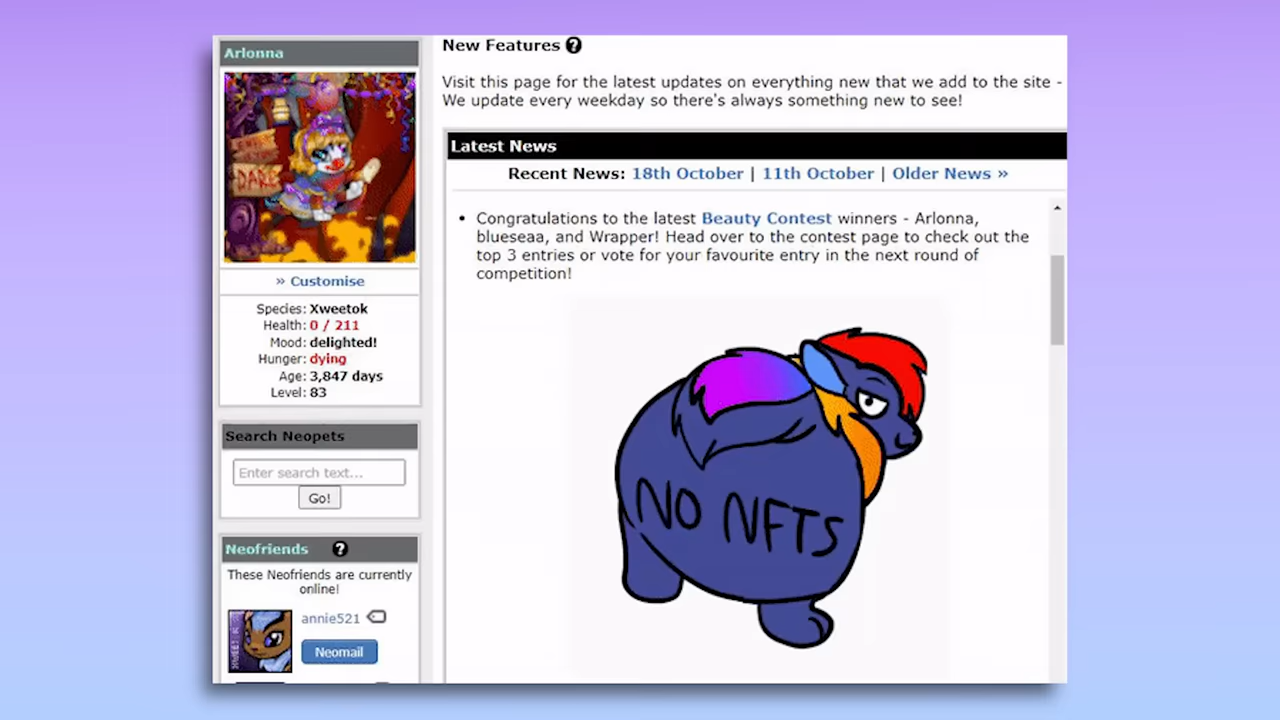 Arlonna
DARE
» Customise
Species: Xweetok
Health: 0 / 211
Mood: delighted!
Hunger: dying
Age: 3,847 days
Level: 83
Search Neopets
Enter search text...
Go!
Neofriends ?
These Neofriends are currently
online!
annie521
Neomail
New Features ?
Visit this page for the latest updates on everything new that we add to the site -
We update every weekday so there's always something new to see!
Latest News
Recent News: 18th October | 11th October | Older News »
• Congratulations to the latest Beauty Contest winners - Arlonna,
blueseaa, and Wrapper! Head over to the contest page to check out the
top 3 entries or vote for your favourite entry in the next round of
competition!
NO NFTS